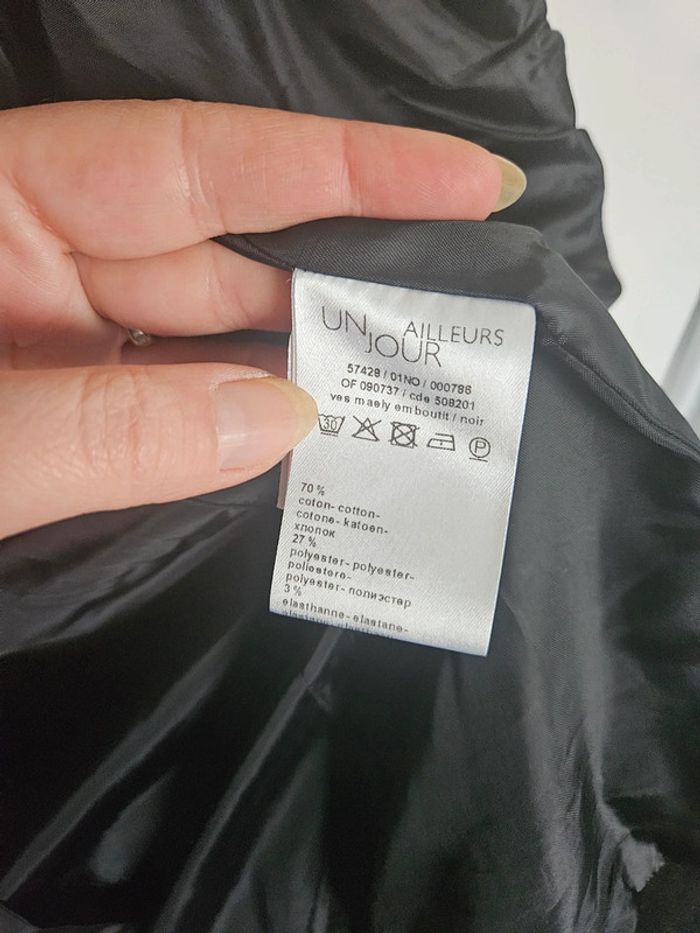 UN JOUR AILLEURS
57429 / 01NO / 000786
OF 090737 / cde 508201
ves maely emboutit / noir
30 P
70 %
coton- cotton-
cotone- katoen-
хлопок
27 %
polyester- polyester-
poliestere-
polyester- полиэстер
3 %
elasthanne- elastane-